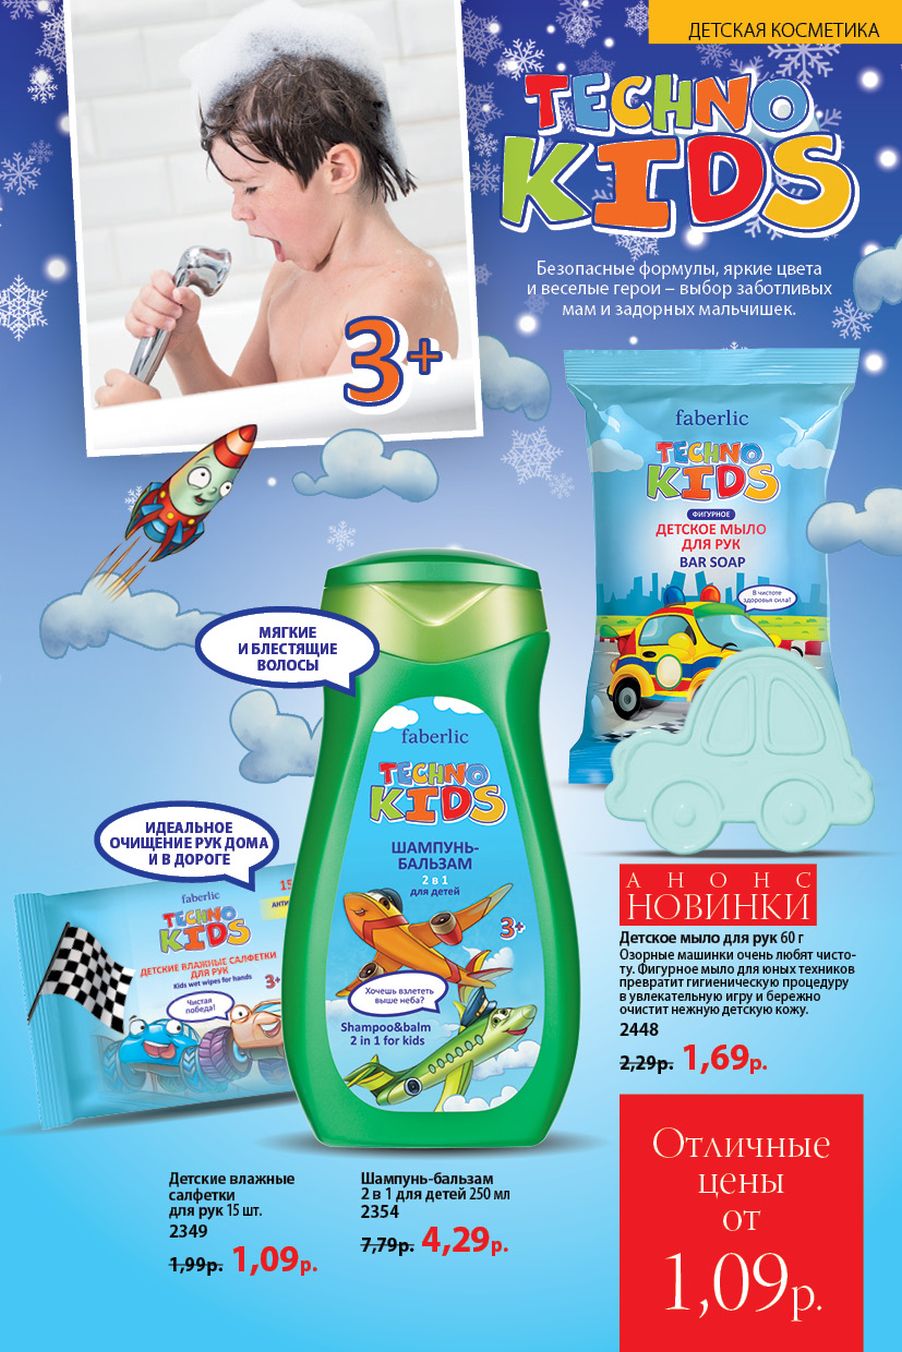 ДЕТСКАЯ КОСМЕТИКА
TECHNO
KIDS
Безопасные формулы, яркие цвета
и веселые герои – выбор заботливых
мам и задорных мальчишек.
3+
faberlic
TECHNO
KIDS
ФИГУРНОЕ
ДЕТСКОЕ МЫЛО
ДЛЯ РУК
BAR SOAP
В чистоте
здоровья сила!
МЯГКИЕ
И БЛЕСТЯЩИЕ
ВОЛОСЫ
faberlic
TECHNO
KIDS
ШАМПУНЬ-
БАЛЬЗАМ
2 в 1
для детей
3+
Хочешь взлететь
выше неба?
Shampoo&balm
2 in 1 for kids
ИДЕАЛЬНОЕ
ОЧИЩЕНИЕ РУК ДОМА
И В ДОРОГЕ
faberlic
TECHNO
KIDS
15
ДЕТСКИЕ ВЛАЖНЫЕ САЛФЕТКИ
ДЛЯ РУК
Kids wet wipes for hands
3+
Чистая
победа!
АНОНС
НОВИНКИ
Детское мыло для рук 60 г
Озорные машинки очень любят чисто-
ту. Фигурное мыло для юных техников
превратит гигиеническую процедуру
в увлекательную игру и бережно
очистит нежную детскую кожу.
2448
2,29р. 1,69р.
Детские влажные
салфетки
для рук 15 шт.
2349
1,99р. 1,09р.
Шампунь-бальзам
2 в 1 для детей 250 мл
2354
7,79р. 4,29р.
Отличные
цены
от
1,09р.